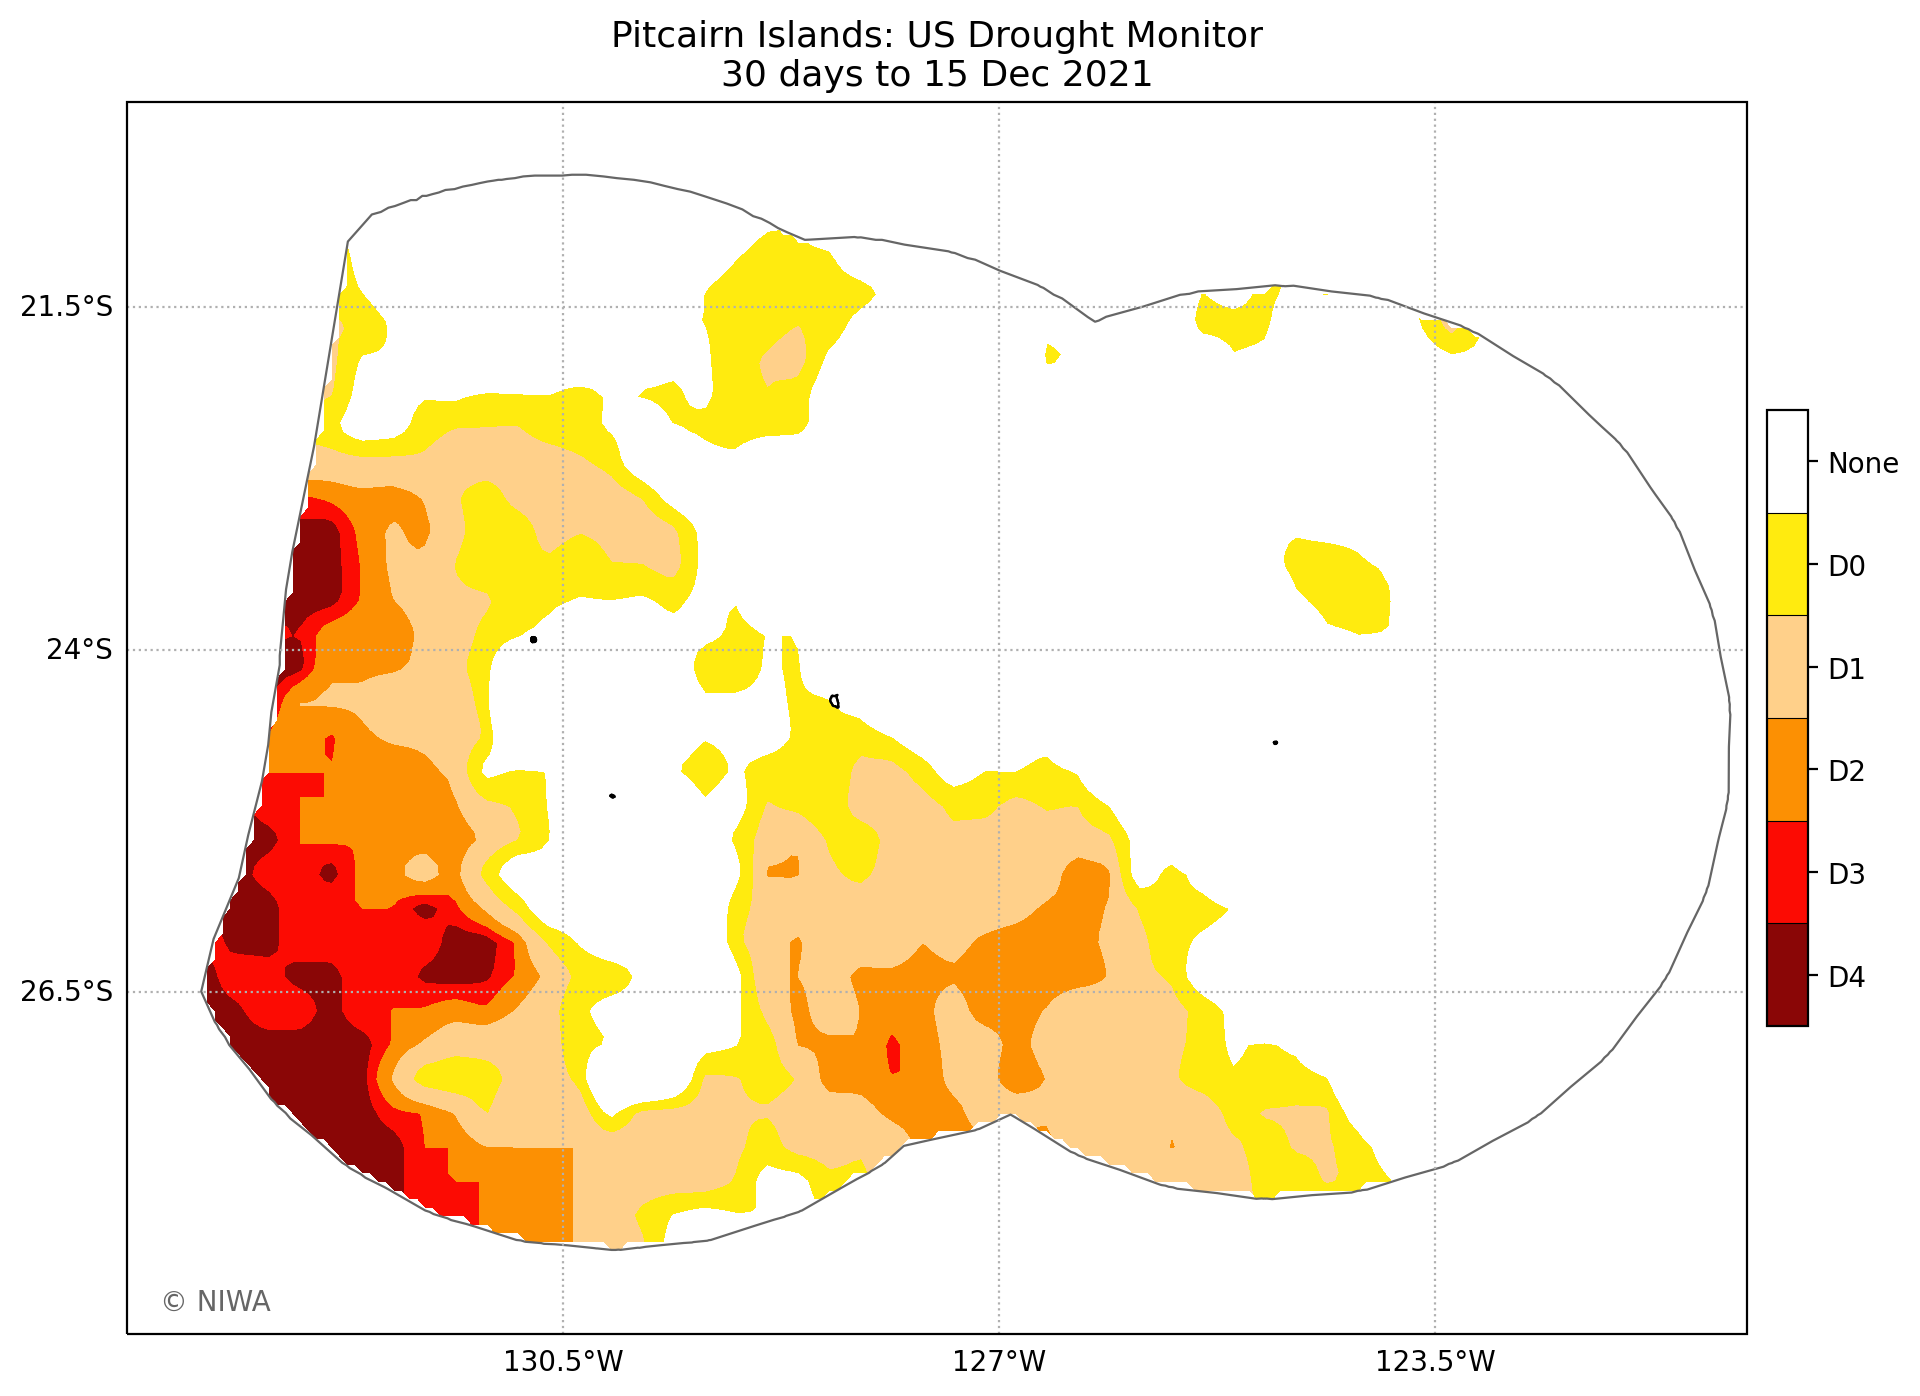 Pitcairn Islands: US Drought Monitor
30 days to 15 Dec 2021
21.5°S
24°S
26.5°S
130.5°W
127°W
123.5°W
None
D0
D1
D2
D3
D4
© NIWA